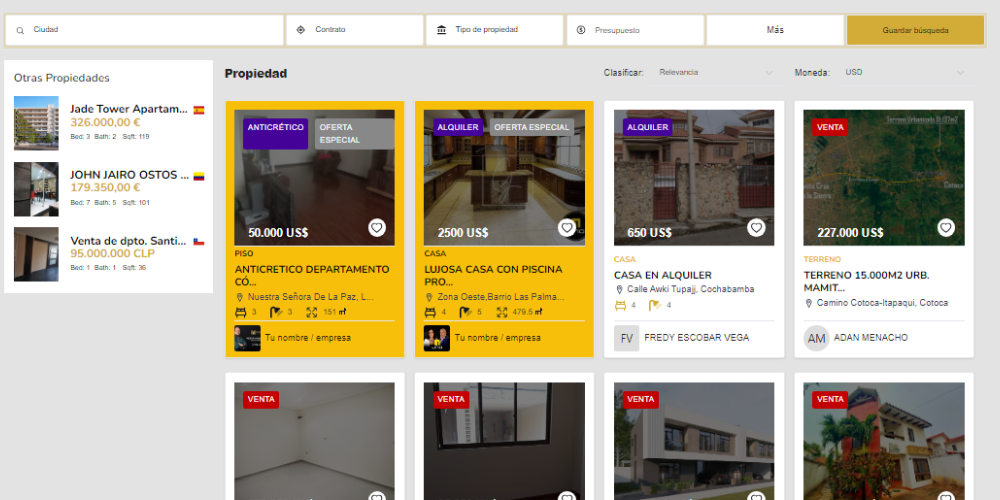 Ciudad
Contrato
Tipo de propiedad
Presupuesto
Más
Guardar búsqueda
Otras Propiedades
Jade Tower Apartam...
326.000,00 €
Bed: 3 Bath: 2 Sqft: 119
JOHN JAIRO OSTOS ...
179.350,00 €
Bed: 7 Bath: 5 Sqft: 101
Venta de dpto. Santi...
95.000.000 CLP
Bed: 1 Bath: 1 Sqft: 36
Propiedad
Clasificar: Relevancia
Moneda: USD
ANTICRÉTICO
OFERTA
ESPECIAL
50.000 US$
PISO
ANTICRETICO DEPARTAMENTO
CÓ...
Nuestra Señora De La Paz, L...
3 3 151 ㎡
Tu nombre / empresa
ALQUILER
OFERTA ESPECIAL
2500 US$
CASA
LUJOSA CASA CON PISCINA
PRO...
Zona Oeste,Barrio Las Palma...
4 5 479.5 ㎡
Tu nombre / empresa
ALQUILER
650 US$
CASA
CASA EN ALQUILER
Calle Awki Tupajj, Cochabamba
4 4
FV FREDY ESCOBAR VEGA
VENTA
227.000 US$
TERRENO
TERRENO 15.000M2 URB.
MAMIT...
Camino Cotoca-Itapaqui, Cotoca
AM ADAN MENACHO
VENTA
VENTA
VENTA
VENTA